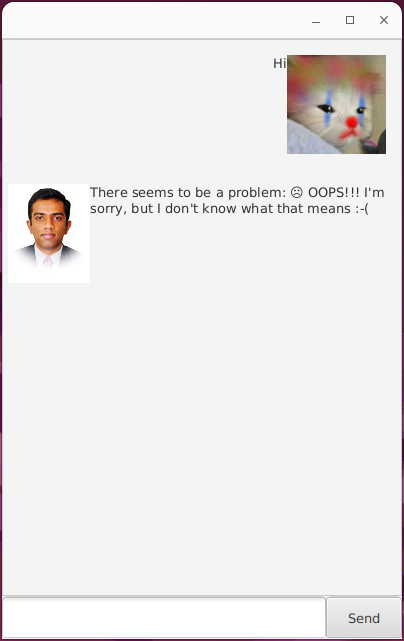 Hi
There seems to be a problem: ☹ OOPS!!! I'm
sorry, but I don't know what that means :-(
Send